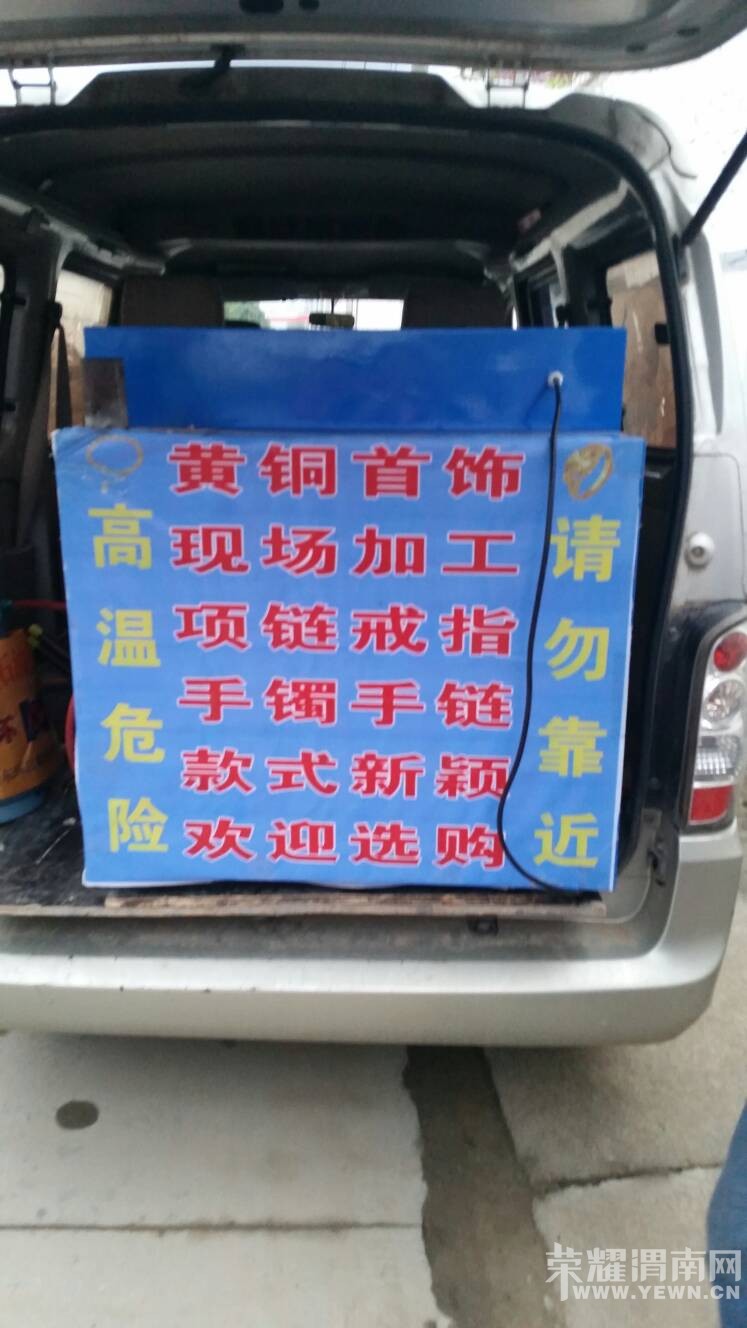 黄铜首饰
现场加工
项链戒指
手镯手链
款式新颖
欢迎选购
高温危险
请勿靠近
荣耀渭南网
WWW.YEWN.CN